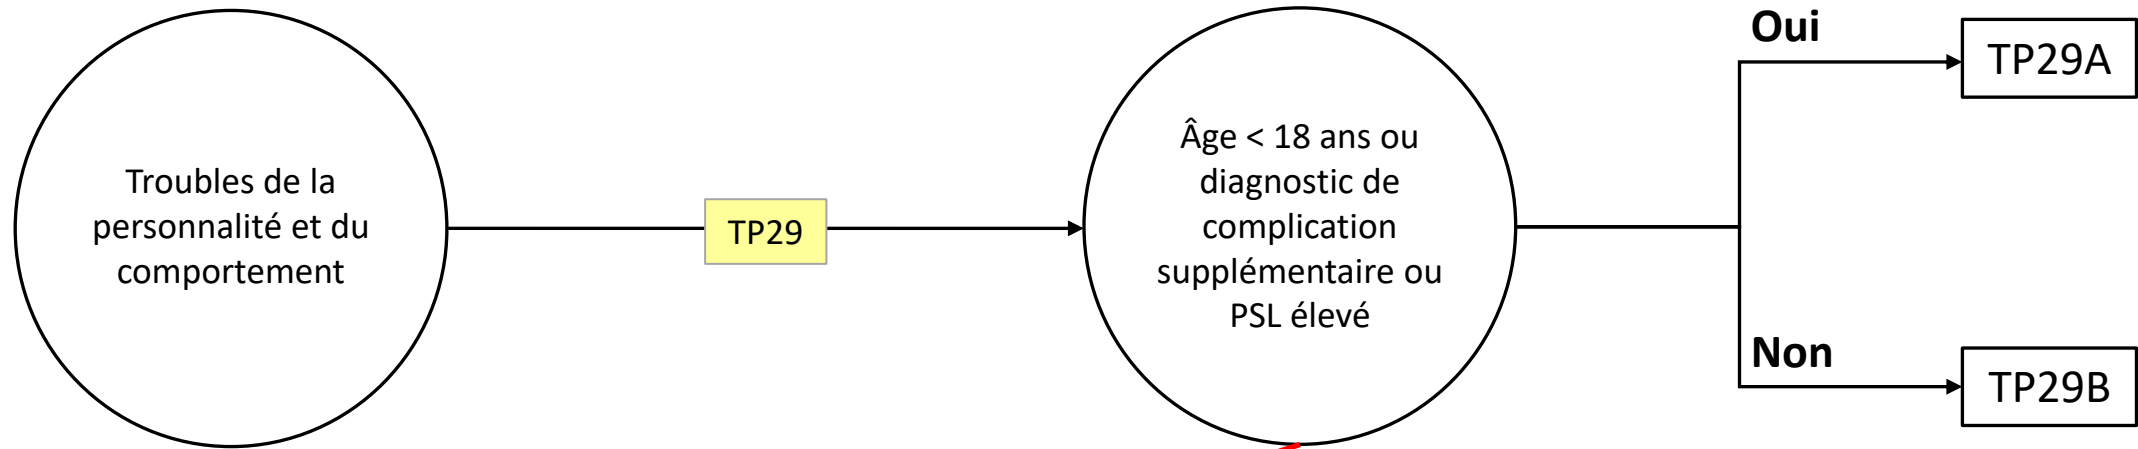 Troubles de la
personnalité et du
comportement
TP29
Âge < 18 ans ou
diagnostic de
complication
supplémentaire ou
PSL élevé
Oui
TP29A
Non
TP29B